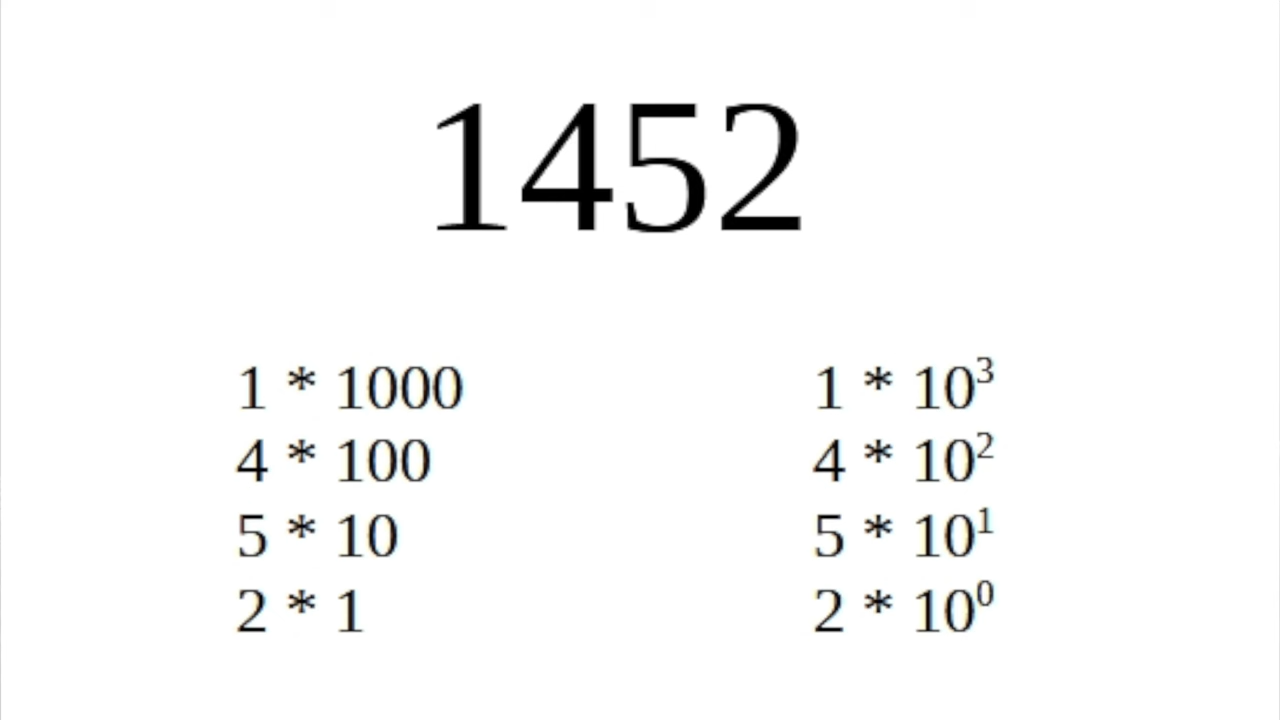 1452
1 * 1000
4 * 100
5 * 10
2 * 1
1 * 10³
4 * 10²
5 * 10¹
2 * 10⁰